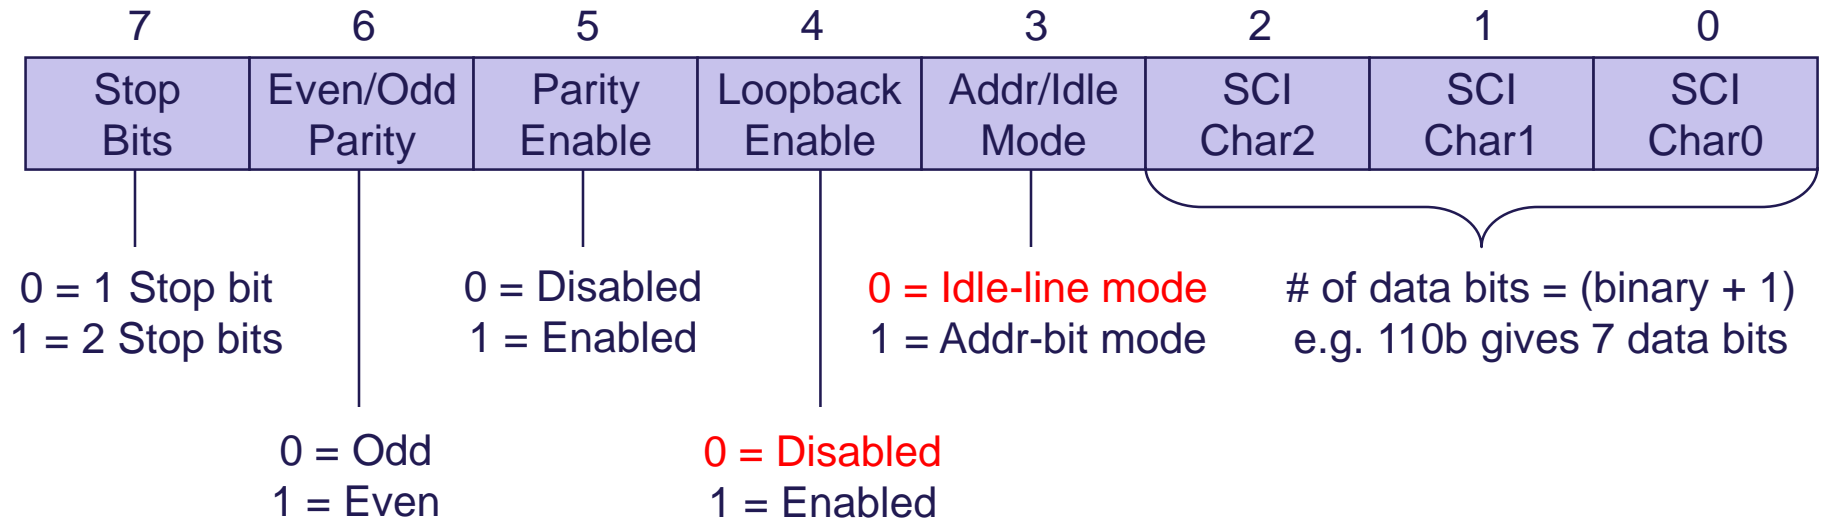 7 6 5 4 3 2 1 0
Stop Even/Odd Parity Loopback Addr/Idle SCI SCI SCI
Bits Parity Enable Enable Mode Char2 Char1 Char0
0 = 1 Stop bit 0 = Disabled 0 = Idle-line mode # of data bits = (binary + 1)
1 = 2 Stop bits 1 = Enabled 1 = Addr-bit mode e.g. 110b gives 7 data bits
0 = Odd 0 = Disabled
1 = Even 1 = Enabled